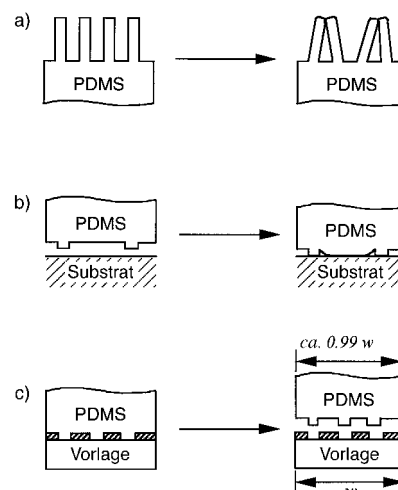 a)
PDMS
PDMS
b)
PDMS
Substrat
PDMS
Substrat
ca. 0.99 w
c)
PDMS
Vorlage
PDMS
Vorlage